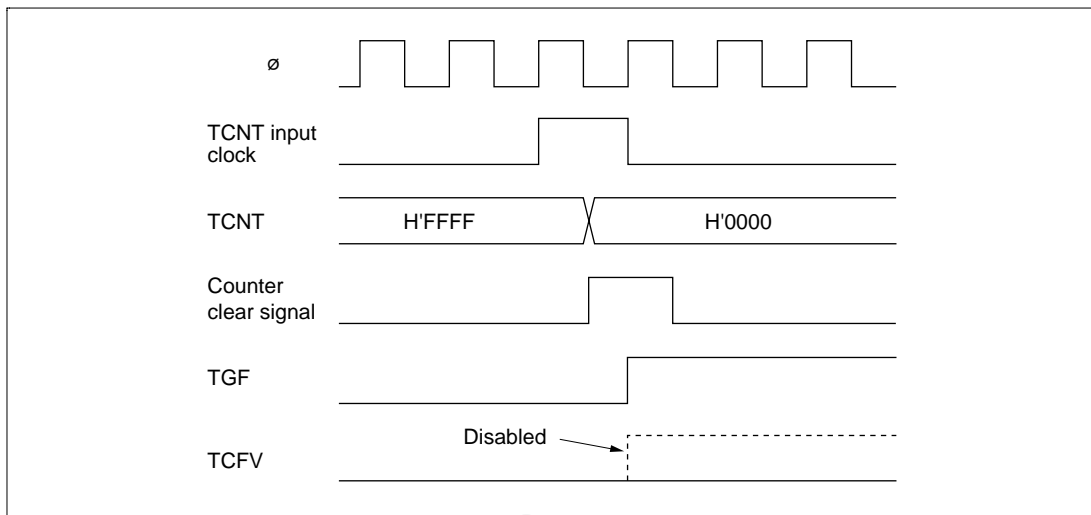 ø
TCNT input
clock
TCNT
H'FFFF
H'0000
Counter
clear signal
TGF
Disabled
TCFV